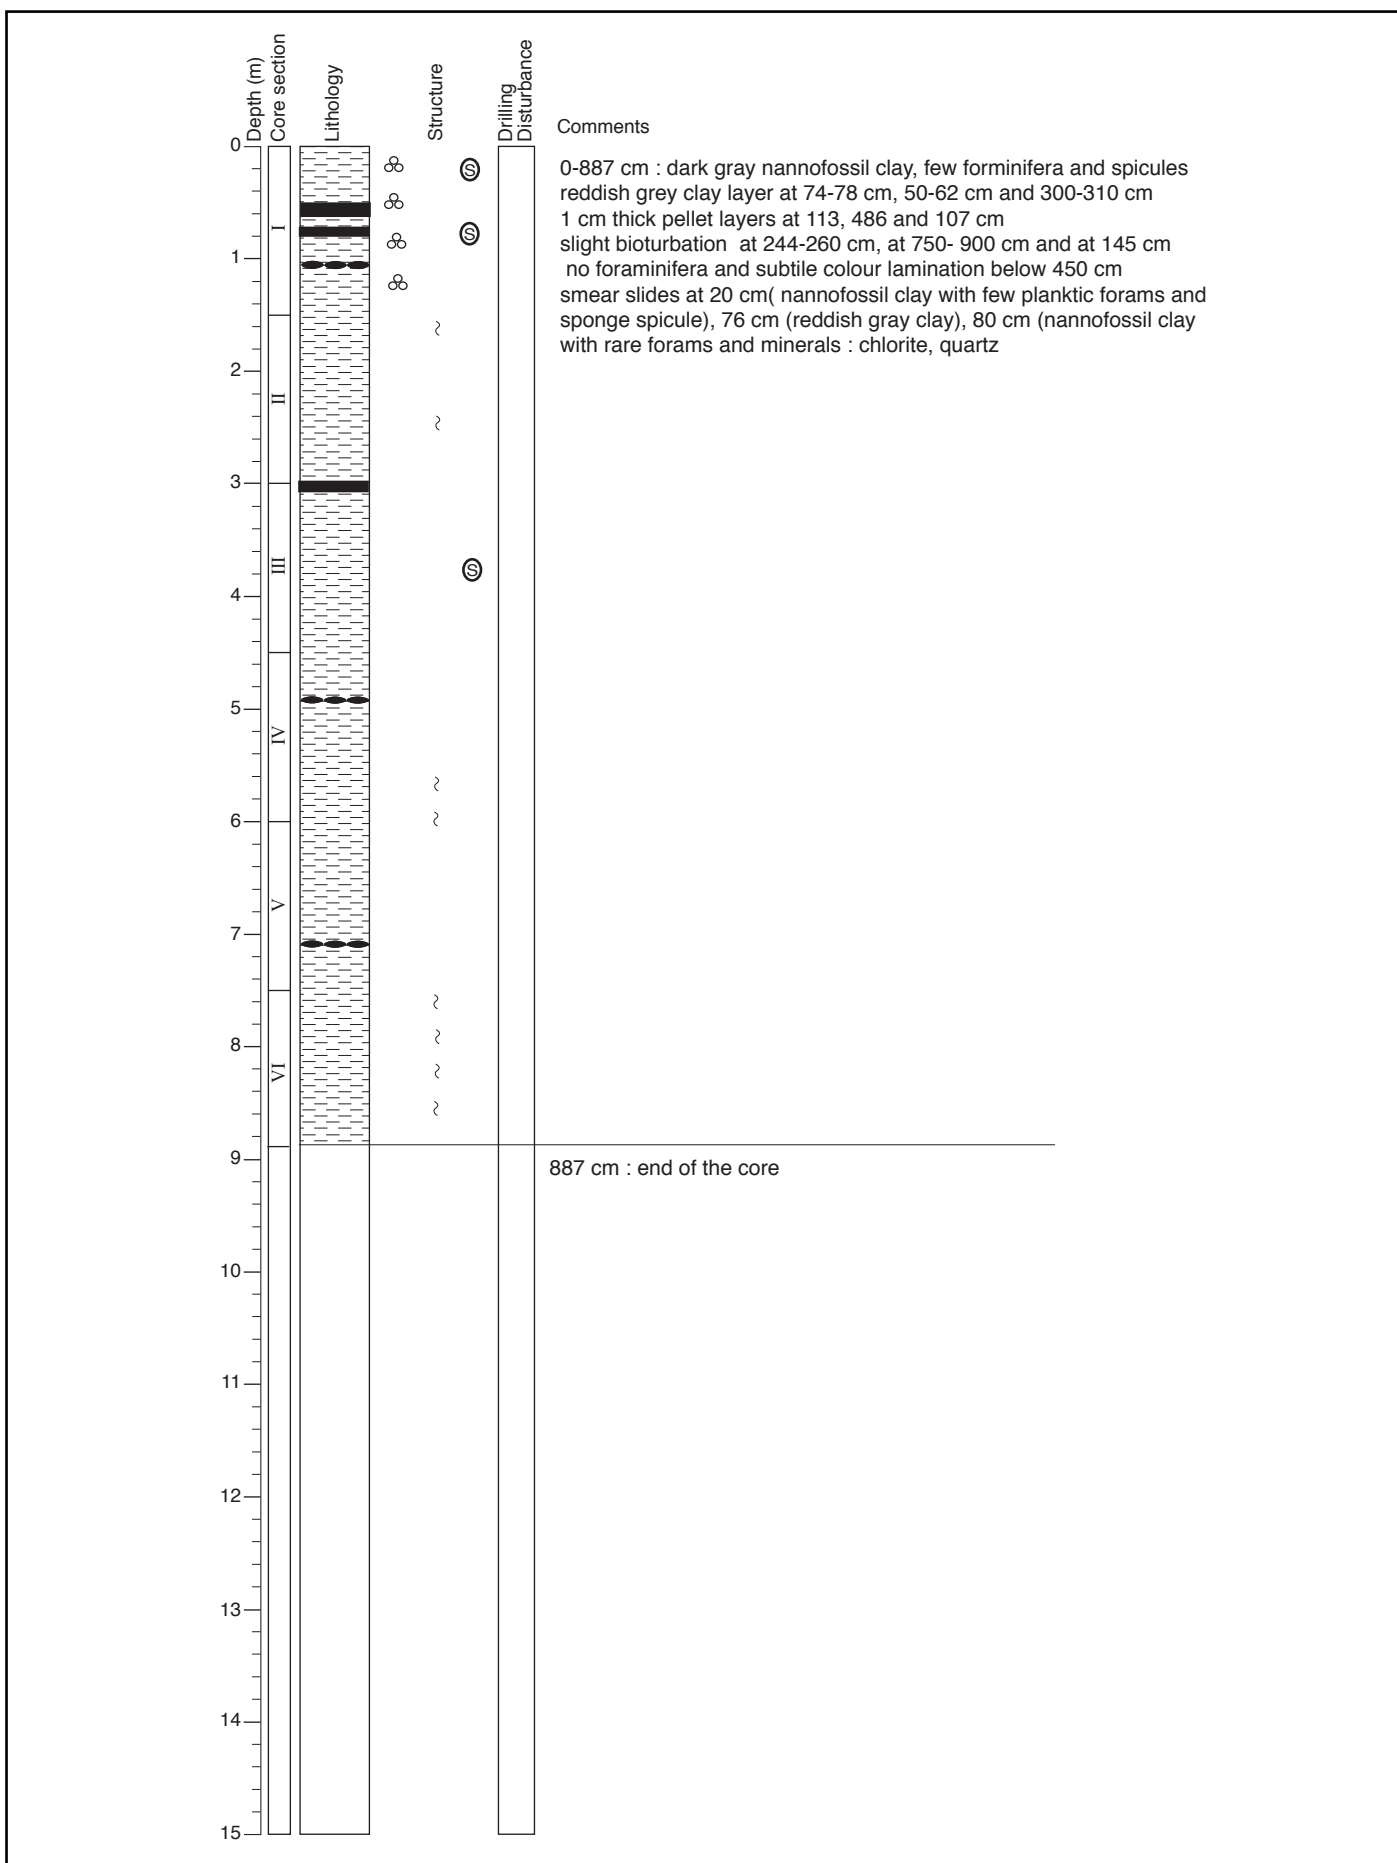 Depth (m)
Core section
Lithology
Structure
Drilling
Disturbance
Comments
0
0-887 cm : dark gray nannofossil clay, few forminifera and spicules
reddish grey clay layer at 74-78 cm, 50-62 cm and 300-310 cm
1 cm thick pellet layers at 113, 486 and 107 cm
slight bioturbation at 244-260 cm, at 750- 900 cm and at 145 cm
no foraminifera and subtile colour lamination below 450 cm
smear slides at 20 cm( nannofossil clay with few planktic forams and
sponge spicule), 76 cm (reddish gray clay), 80 cm (nannofossil clay
with rare forams and minerals : chlorite, quartz
S
I
S
1
2
II
3
III
S
4
5
IV
6
V
7
8
VI
9
887 cm : end of the core
10
11
12
13
14
15